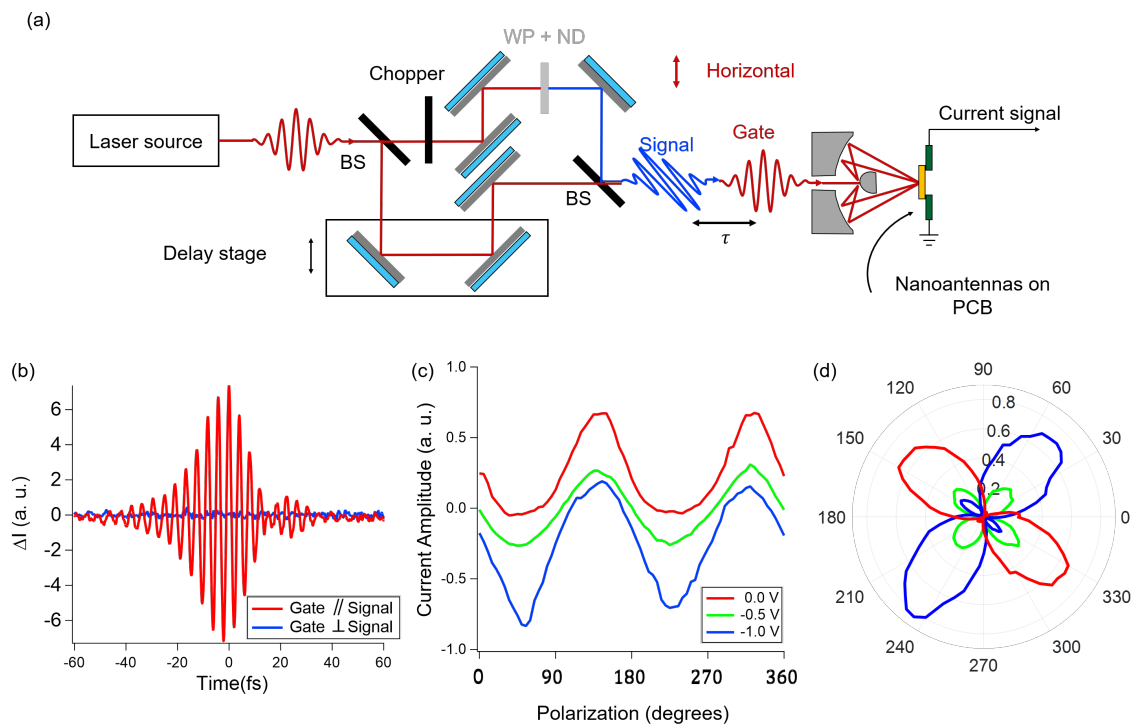 (a)
WP + ND
Chopper
Horizontal
Laser source
BS
Signal
Gate
Current signal
BS
τ
Delay stage
Nanoantennas on
PCB
(b)
ΔI (a. u.)
6
4
2
0
-2
-4
-6
-60
-40
-20
0
20
40
60
Time(fs)
Gate // Signal
Gate ⊥ Signal
(c)
Current Amplitude (a. u.)
1.0
0.5
0.0
-0.5
-1.0
0
90
180
270
360
Polarization (degrees)
0.0 V
-0.5 V
-1.0 V
(d)
90
120
60
150
30
180
0
210
330
240
300
270
0.8
0.6
0.4
0.2